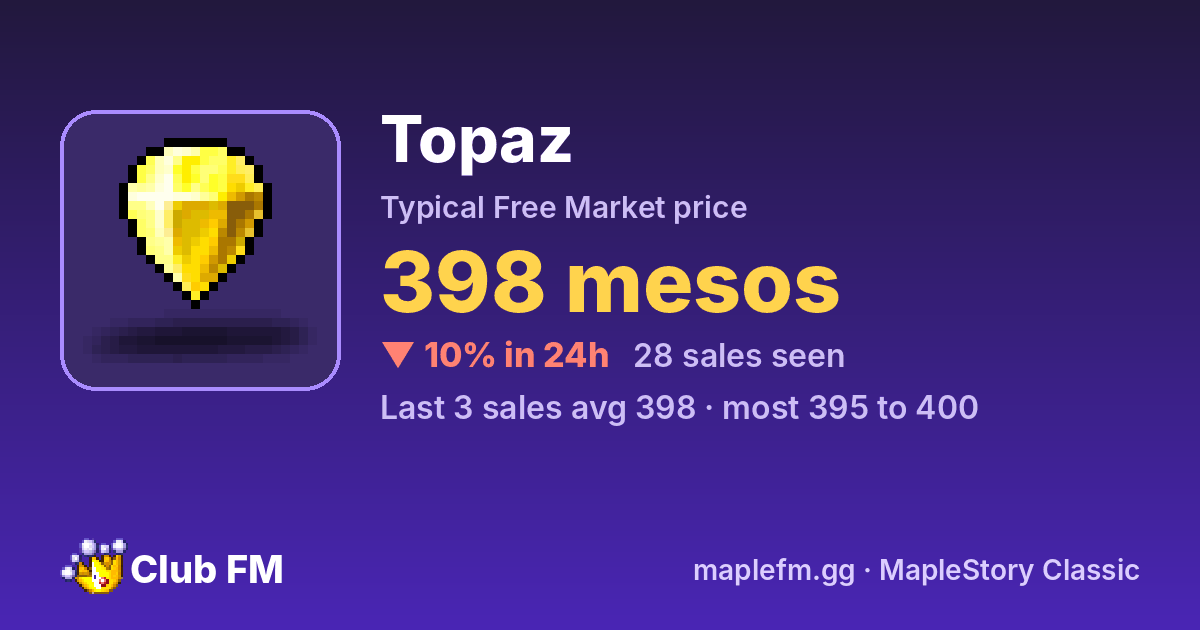 Topaz
Typical Free Market price
398 mesos
▼ 10% in 24h 28 sales seen
Last 3 sales avg 398 · most 395 to 400
Club FM
maplefm.gg · MapleStory Classic